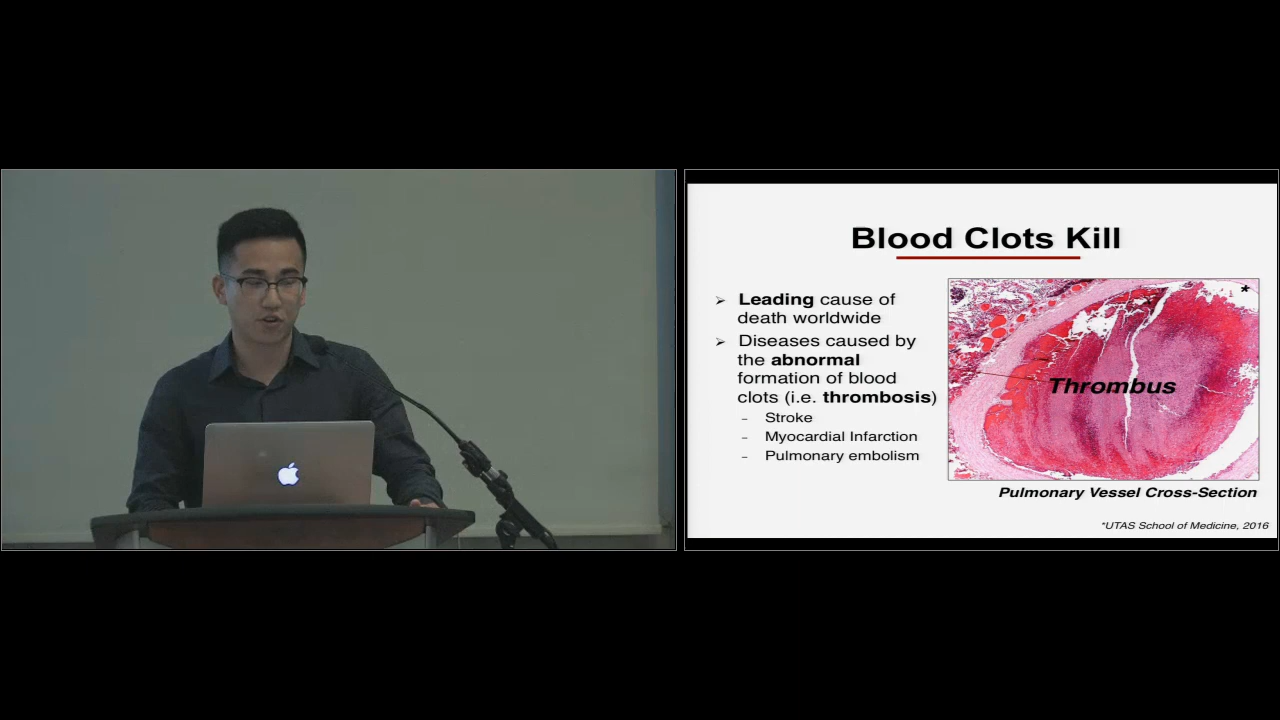 Blood Clots Kill
➢ Leading cause of
death worldwide
➢ Diseases caused by
the abnormal
formation of blood
clots (i.e. thrombosis)
- Stroke
- Myocardial Infarction
- Pulmonary embolism
*
Thrombus
Pulmonary Vessel Cross-Section
*UTAS School of Medicine, 2016